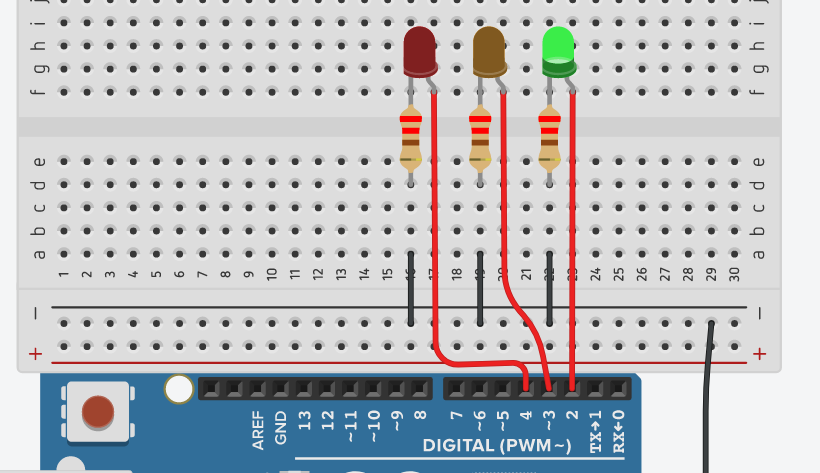 j j
i i
h h
g g
f f
e e
d d
c c
b b
a a
1 2 3 4 5 6 7 8 9 10 11 12 13 14 15 16 17 18 19 20 21 22 23 24 25 26 27 28 29 30
− −
+ +
AREF GND 13 12 ~11 ~10 ~9 8 7 ~6 ~5 4 ~3 2 TX→1 RX←0
DIGITAL (PWM~)